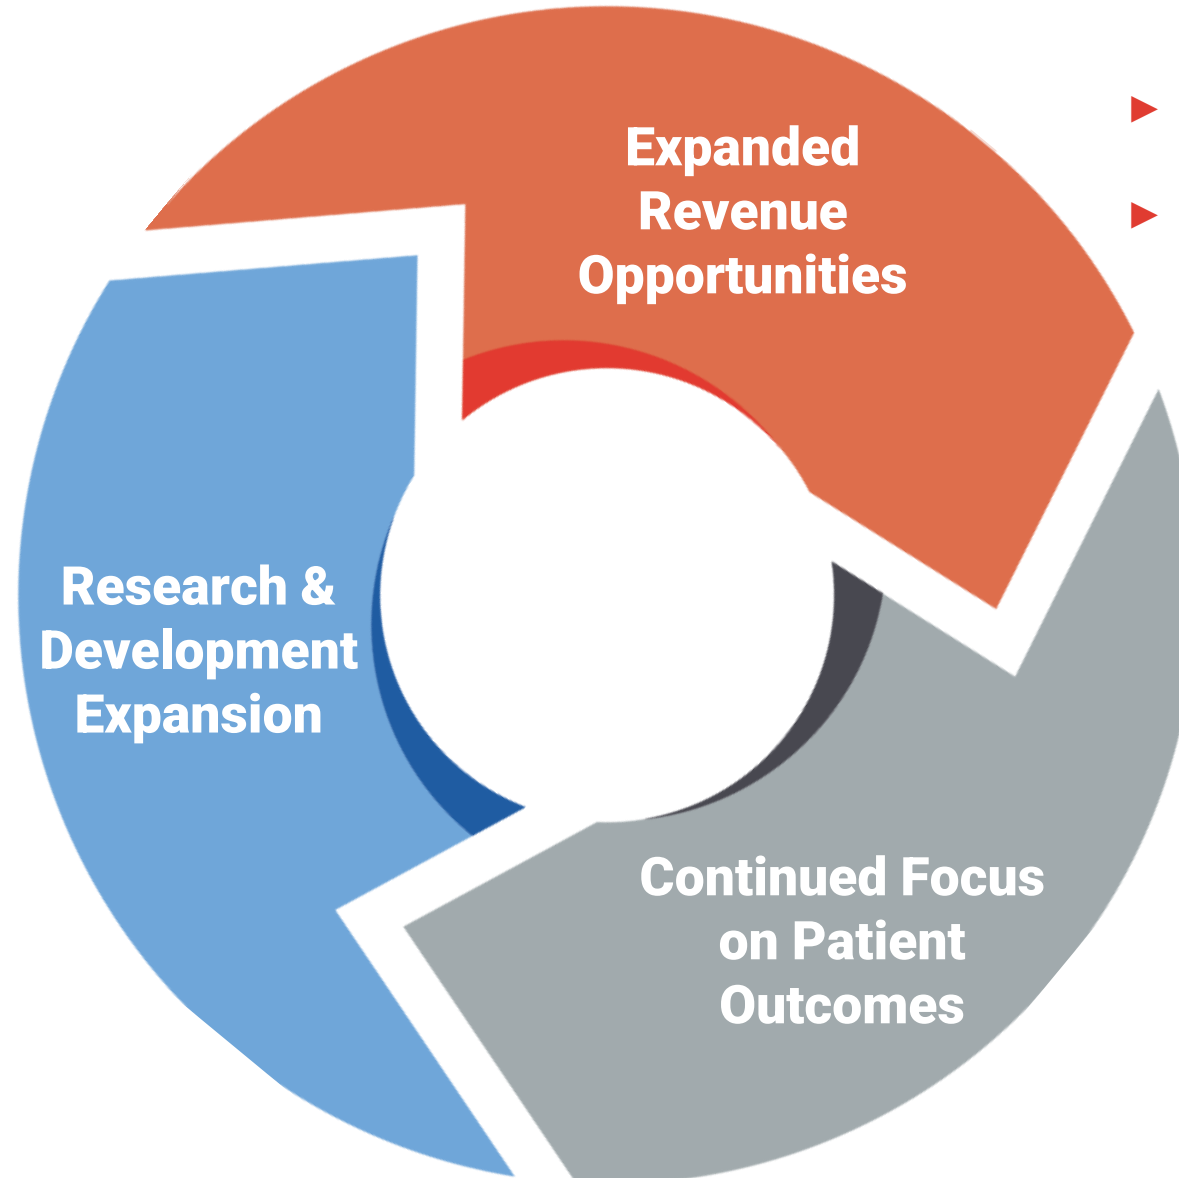 Expanded
Revenue
Opportunities
Research &
Development
Expansion
Continued Focus
on Patient
Outcomes